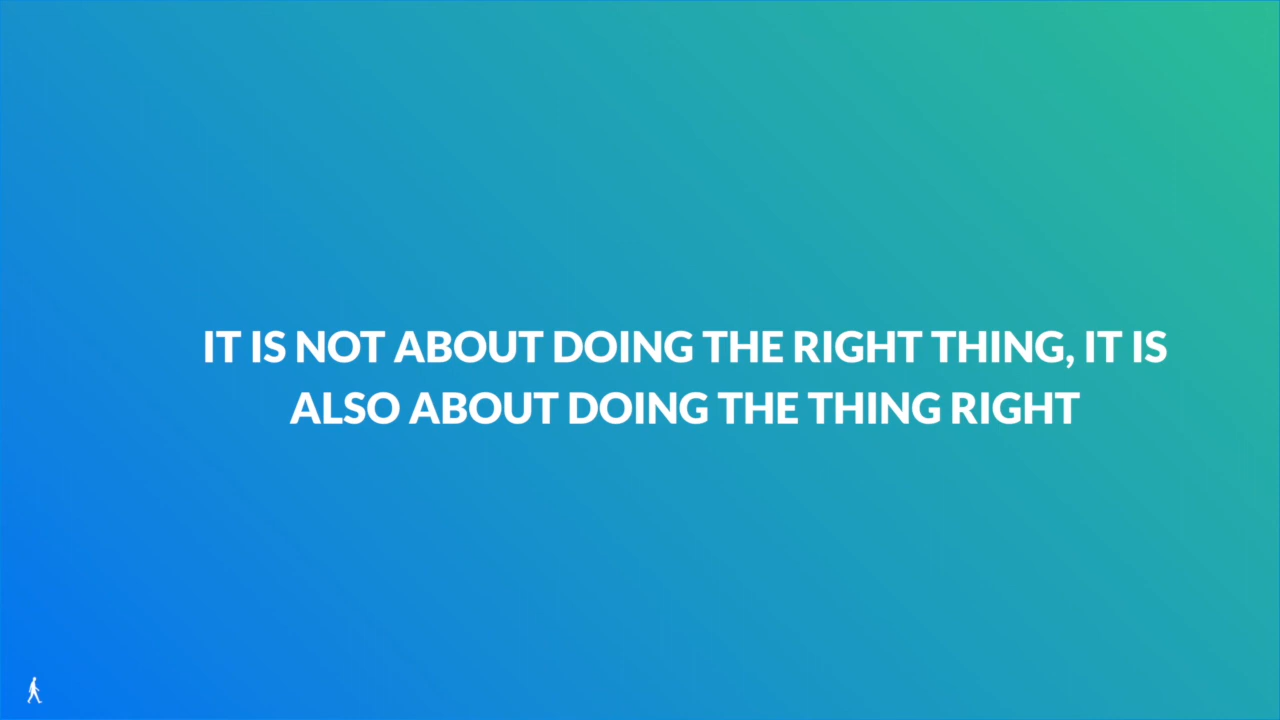 IT IS NOT ABOUT DOING THE RIGHT THING, IT IS
ALSO ABOUT DOING THE THING RIGHT